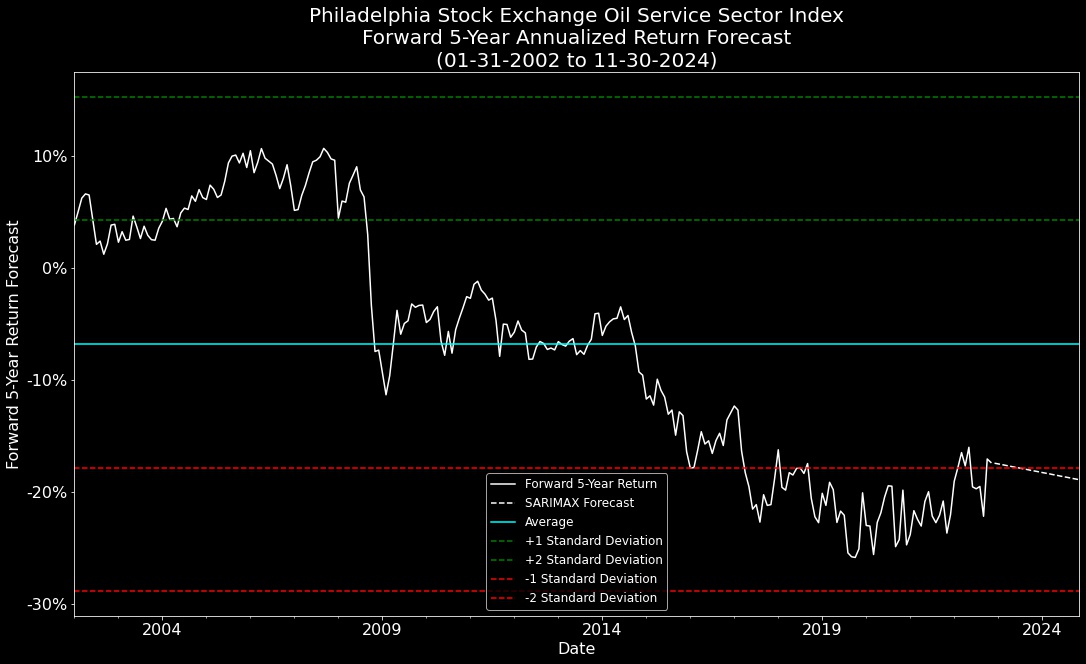 Philadelphia Stock Exchange Oil Service Sector Index
Forward 5-Year Annualized Return Forecast
(01-31-2002 to 11-30-2024)
Forward 5-Year Return Forecast
10%
0%
-10%
-20%
-30%
Forward 5-Year Return
SARIMAX Forecast
Average
+1 Standard Deviation
+2 Standard Deviation
-1 Standard Deviation
-2 Standard Deviation
2004
2009
2014
2019
2024
Date